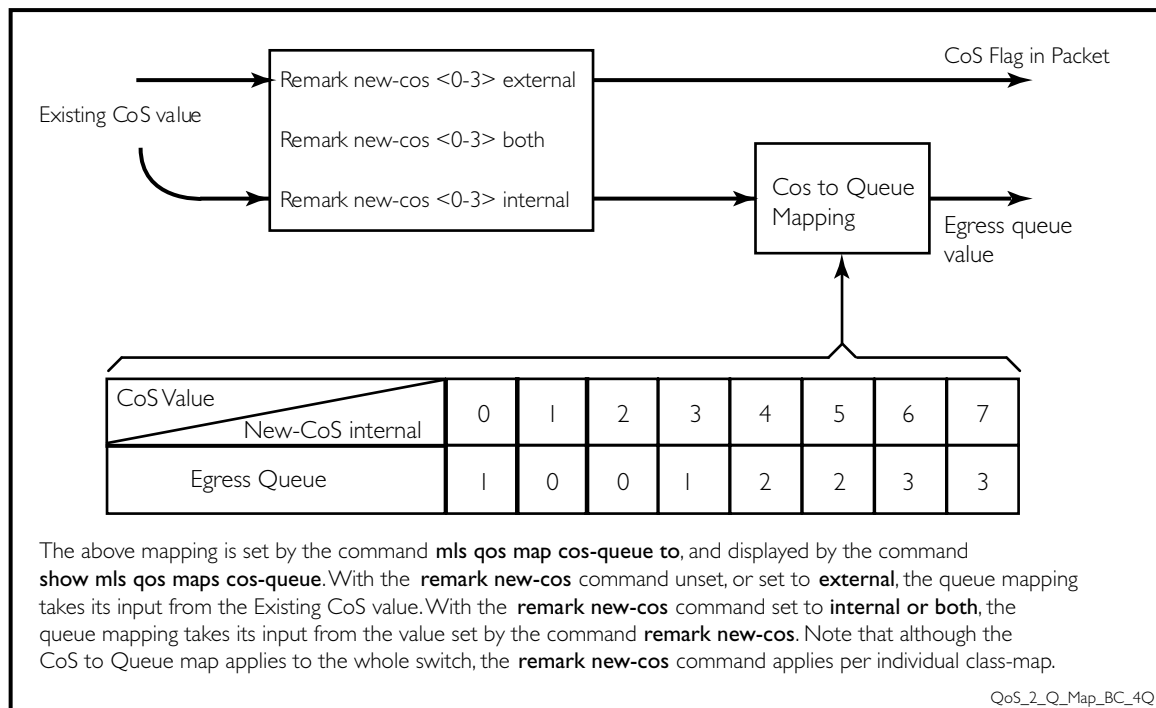 Remark new-cos <0-3> external
CoS Flag in Packet
Existing CoS value
Remark new-cos <0-3> both
Remark new-cos <0-3> internal
Cos to Queue
Mapping
Egress queue
value
CoS Value
New-CoS internal
0 1 2 3 4 5 6 7
Egress Queue
1 0 0 1 2 2 3 3
The above mapping is set by the command mls qos map cos-queue to, and displayed by the command
show mls qos maps cos-queue. With the remark new-cos command unset, or set to external, the queue mapping
takes its input from the Existing CoS value. With the remark new-cos command set to internal or both, the
queue mapping takes its input from the value set by the command remark new-cos. Note that although the
CoS to Queue map applies to the whole switch, the remark new-cos command applies per individual class-map.
QoS_2_Q_Map_BC_4Q